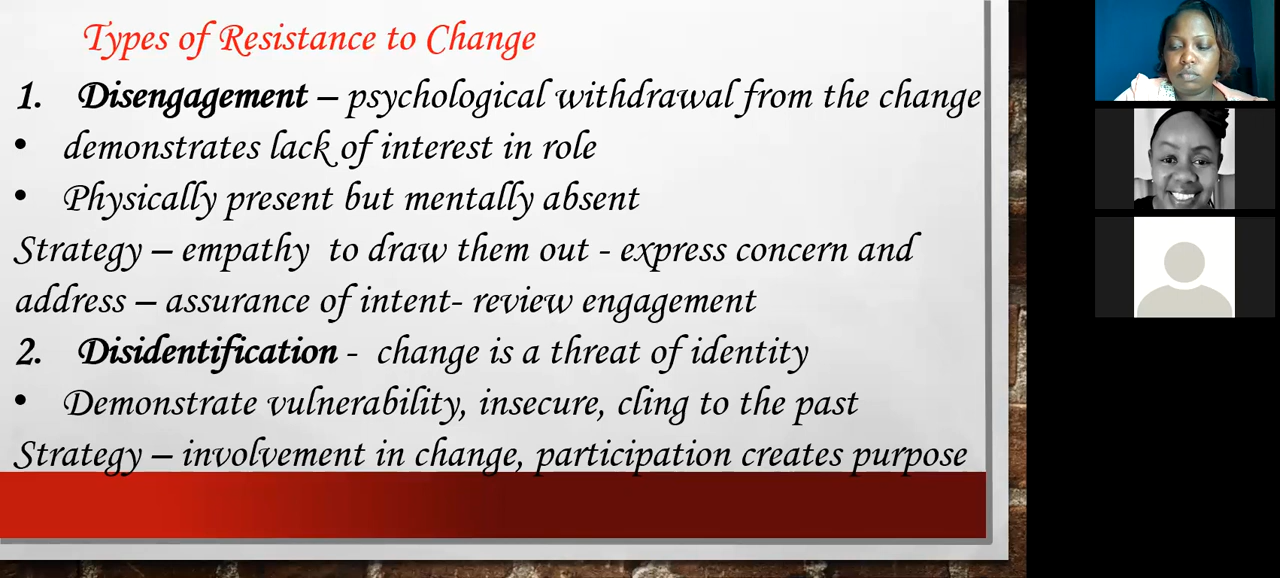 Types of Resistance to Change
1. Disengagement – psychological withdrawal from the change
• demonstrates lack of interest in role
• Physically present but mentally absent
Strategy – empathy to draw them out - express concern and
address – assurance of intent- review engagement
2. Disidentification - change is a threat of identity
• Demonstrate vulnerability, insecure, cling to the past
Strategy – involvement in change, participation creates purpose